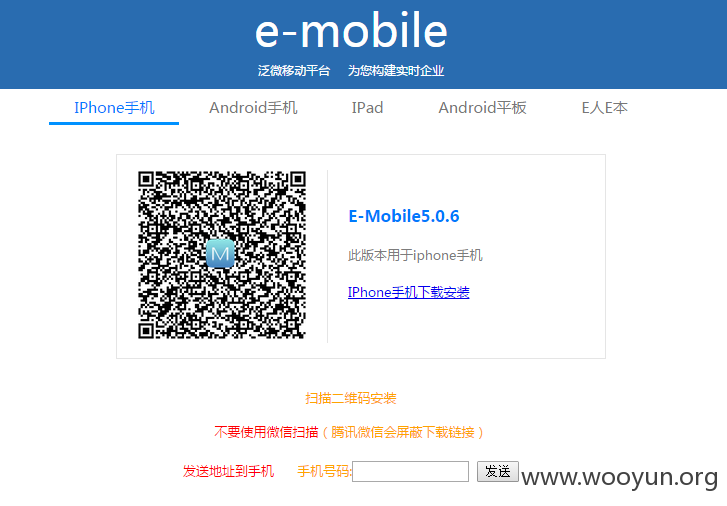 e-mobile
泛微移动平台 为您构建实时企业
IPhone手机 Android手机 IPad Android平板 E人E本
M
E-Mobile5.0.6
此版本用于iphone手机
IPhone手机下载安装
扫描二维码安装
不要使用微信扫描（腾讯微信会屏蔽下载链接）
发送地址到手机 手机号码: 发送
www.wooyun.org